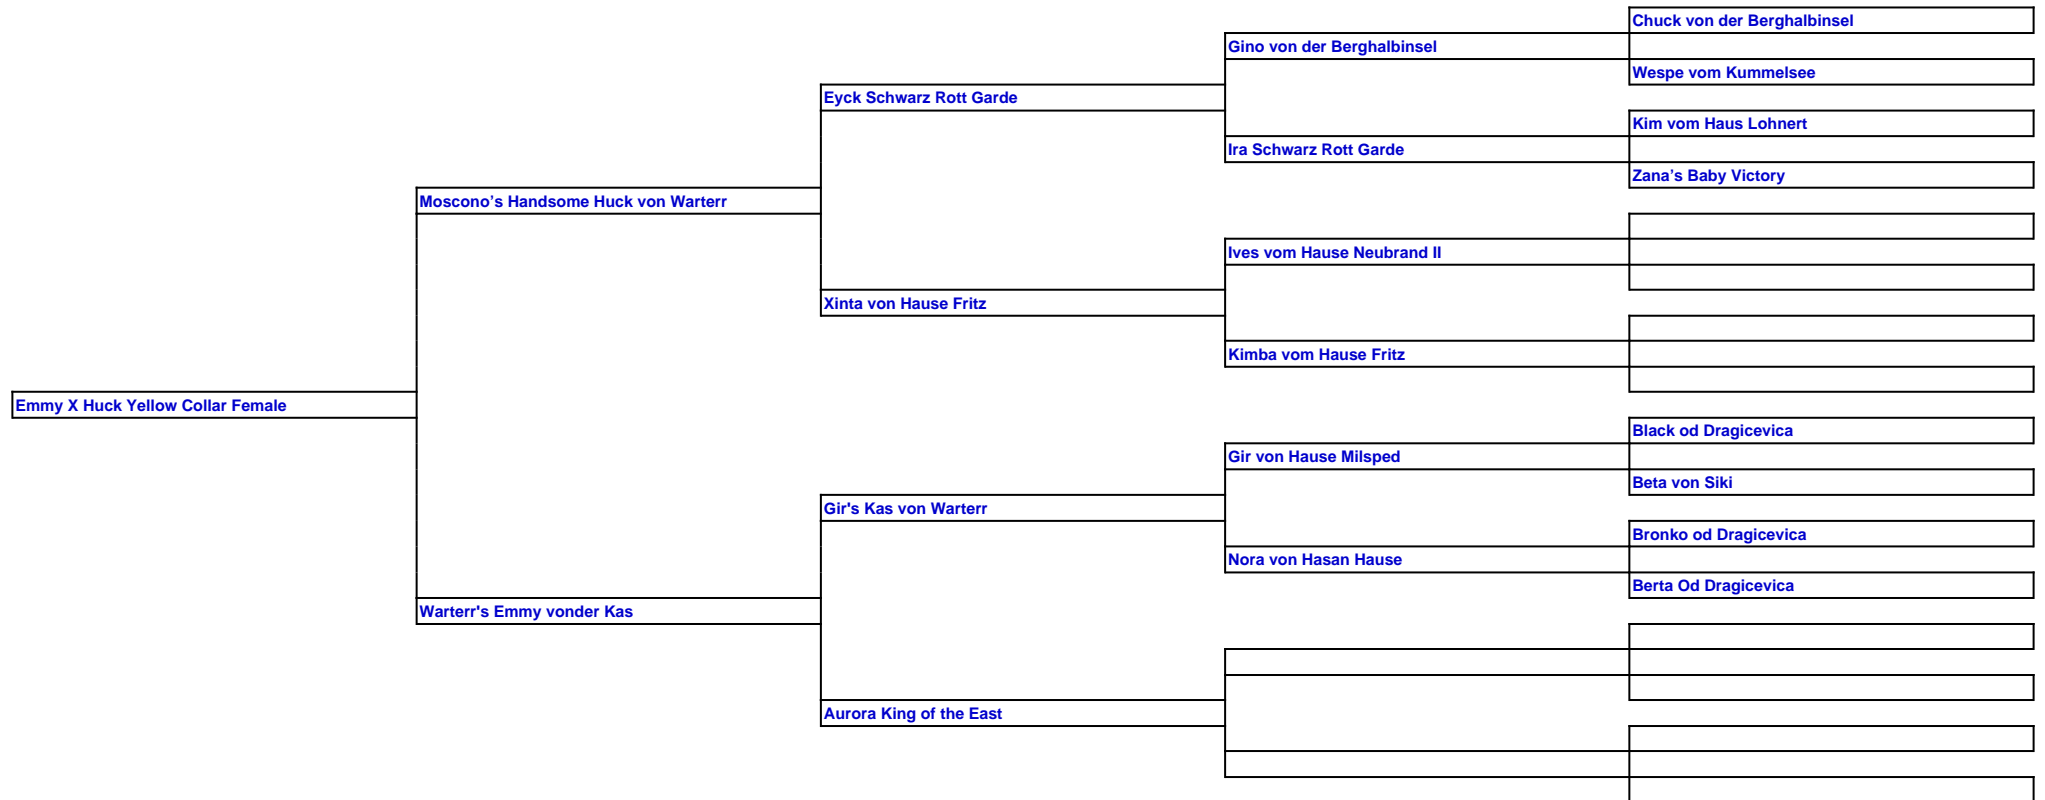 Chuck von der Berghalbinsel
Gino von der Berghalbinsel
Wespe vom Kummelsee
Eyck Schwarz Rott Garde
Kim vom Haus Lohnert
Ira Schwarz Rott Garde
Zana’s Baby Victory
Moscono’s Handsome Huck von Warterr
Ives vom Hause Neubrand II
Xinta von Hause Fritz
Kimba vom Hause Fritz
Emmy X Huck Yellow Collar Female
Black od Dragicevica
Gir von Hause Milsped
Beta von Siki
Gir's Kas von Warterr
Bronko od Dragicevica
Nora von Hasan Hause
Berta Od Dragicevica
Warterr's Emmy vonder Kas
Aurora King of the East